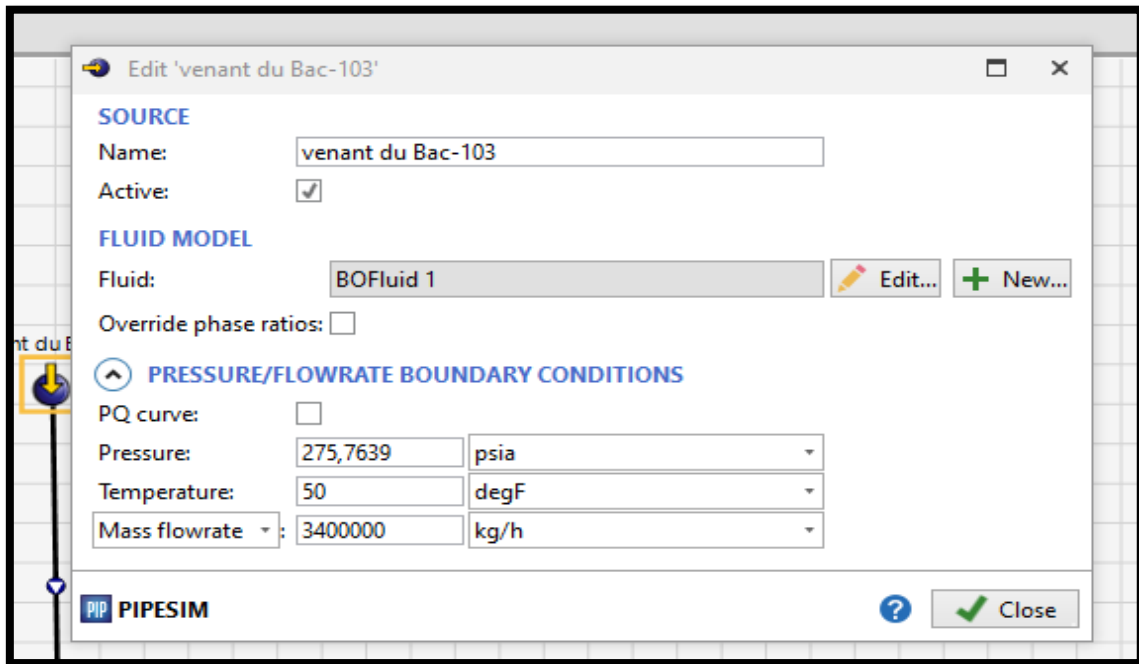 Edit 'venant du Bac-103'
SOURCE
Name: venant du Bac-103
Active:
FLUID MODEL
Fluid: BOFluid 1 Edit... New...
Override phase ratios:
nt du B
PRESSURE/FLOWRATE BOUNDARY CONDITIONS
PQ curve:
Pressure: 275,7639 psia
Temperature: 50 degF
Mass flowrate : 3400000 kg/h
PIP PIPESIM ? Close